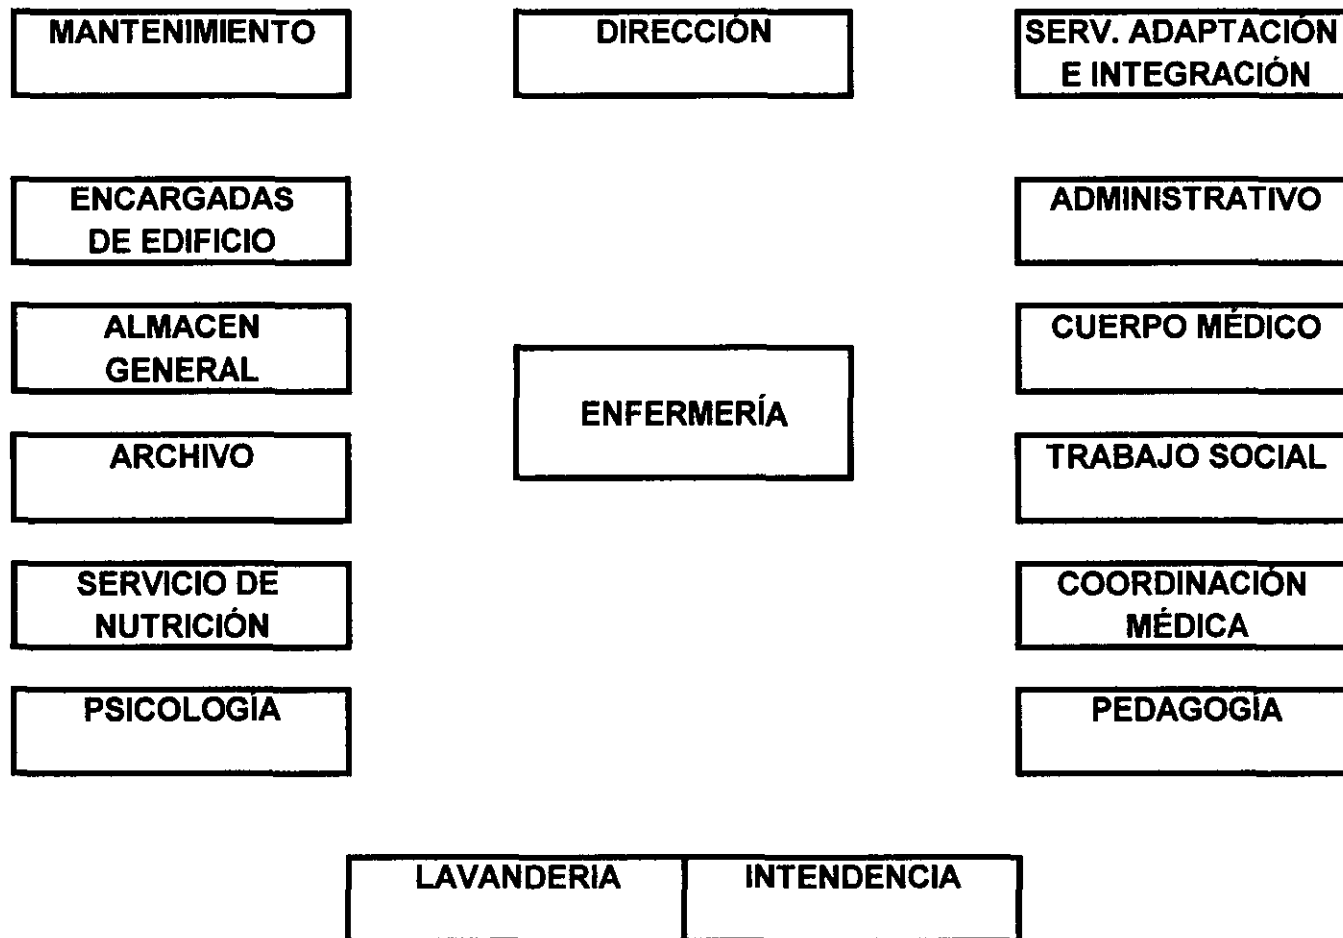 MANTENIMIENTO
DIRECCIÓN
SERV. ADAPTACIÓN
E INTEGRACIÓN
ENCARGADAS
DE EDIFICIO
ADMINISTRATIVO
ALMACEN
GENERAL
CUERPO MÉDICO
ENFERMERÍA
ARCHIVO
TRABAJO SOCIAL
SERVICIO DE
NUTRICIÓN
COORDINACIÓN
MÉDICA
PSICOLOGÍA
PEDAGOGÍA
LAVANDERIA
INTENDENCIA